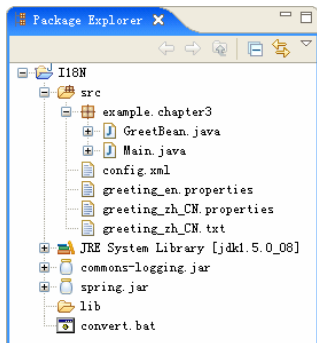 Package Explorer
I18N
src
example.chapter3
GreetBean.java
Main.java
config.xml
greeting_en.properties
greeting_zh_CN.properties
greeting_zh_CN.txt
JRE System Library [jdk1.5.0_08]
commons-logging.jar
spring.jar
lib
convert.bat